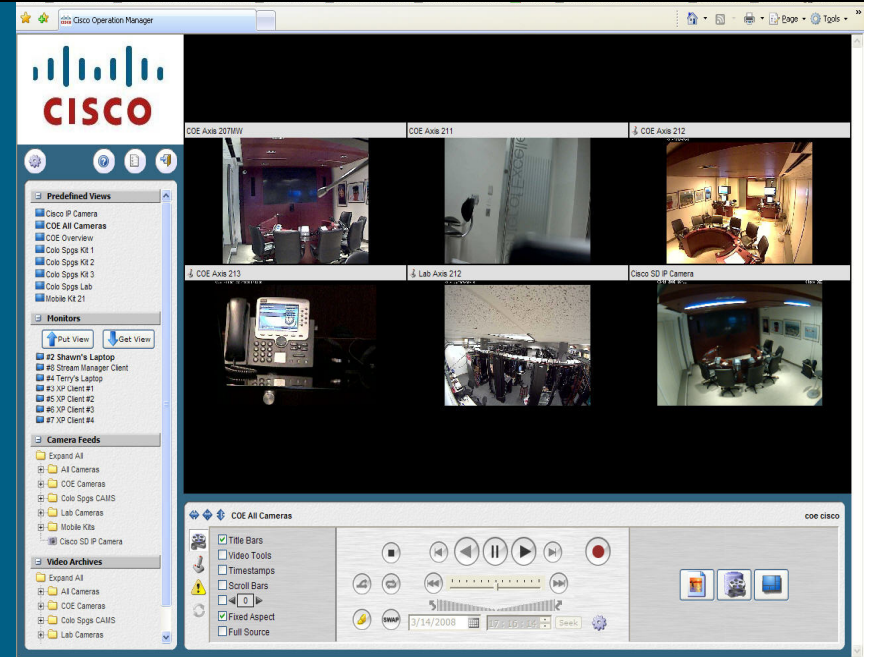 Cisco Operation Manager
Page
Tools
»
CISCO
COE Axis 207MW
COE Axis 211
COE Axis 212
Predefined Views
Cisco IP Camera
COE All Cameras
COE Overview
Colo Spgs Kit 1
Colo Spgs Kit 2
Colo Spgs Kit 3
Colo Spgs Lab
Mobile Kit 21
COE Axis 213
Lab Axis 212
Cisco SD IP Camera
Monitors
Put View
Get View
#2 Shawn's Laptop
#8 Stream Manager Client
#4 Terry's Laptop
#3 XP Client #1
#5 XP Client #2
#6 XP Client #3
#7 XP Client #4
Camera Feeds
Expand All
All Cameras
COE Cameras
Colo Spgs CAMS
Lab Cameras
Mobile Kits
Cisco SD IP Camera
Video Archives
Expand All
All Cameras
COE Cameras
Colo Spgs CAMS
Lab Cameras
COE All Cameras
coe cisco
Title Bars
Video Tools
Timestamps
Scroll Bars
0
Fixed Aspect
Full Source
SWAP
3/14/2008
Seek